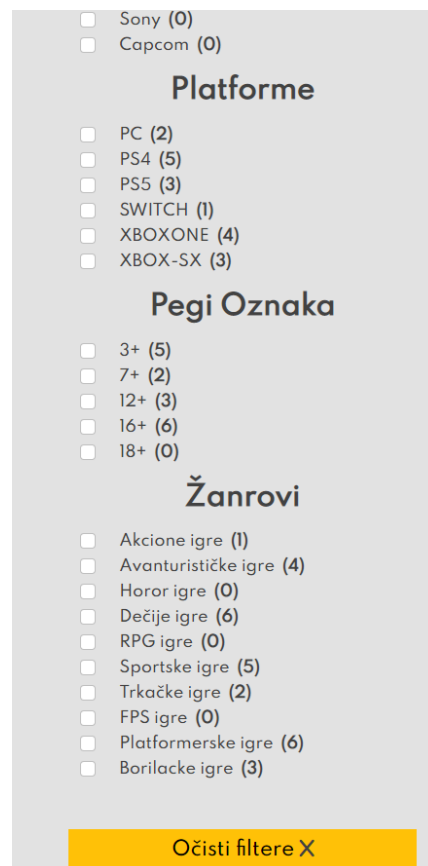 Sony (0)
Capcom (0)
Platforme
PC (2)
PS4 (5)
PS5 (3)
SWITCH (1)
XBOXONE (4)
XBOX-SX (3)
Pegi Oznaka
3+ (5)
7+ (2)
12+ (3)
16+ (6)
18+ (0)
Žanrovi
Akcione igre (1)
Avanturističke igre (4)
Horor igre (0)
Dečije igre (6)
RPG igre (0)
Sportske igre (5)
Trkačke igre (2)
FPS igre (0)
Platformerske igre (6)
Borilacke igre (3)
Očisti filtere X